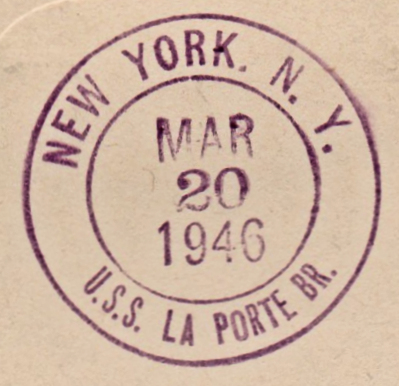 NEW YORK. N. Y.
MAR
20
1946
U.S.S. LA PORTE BR.